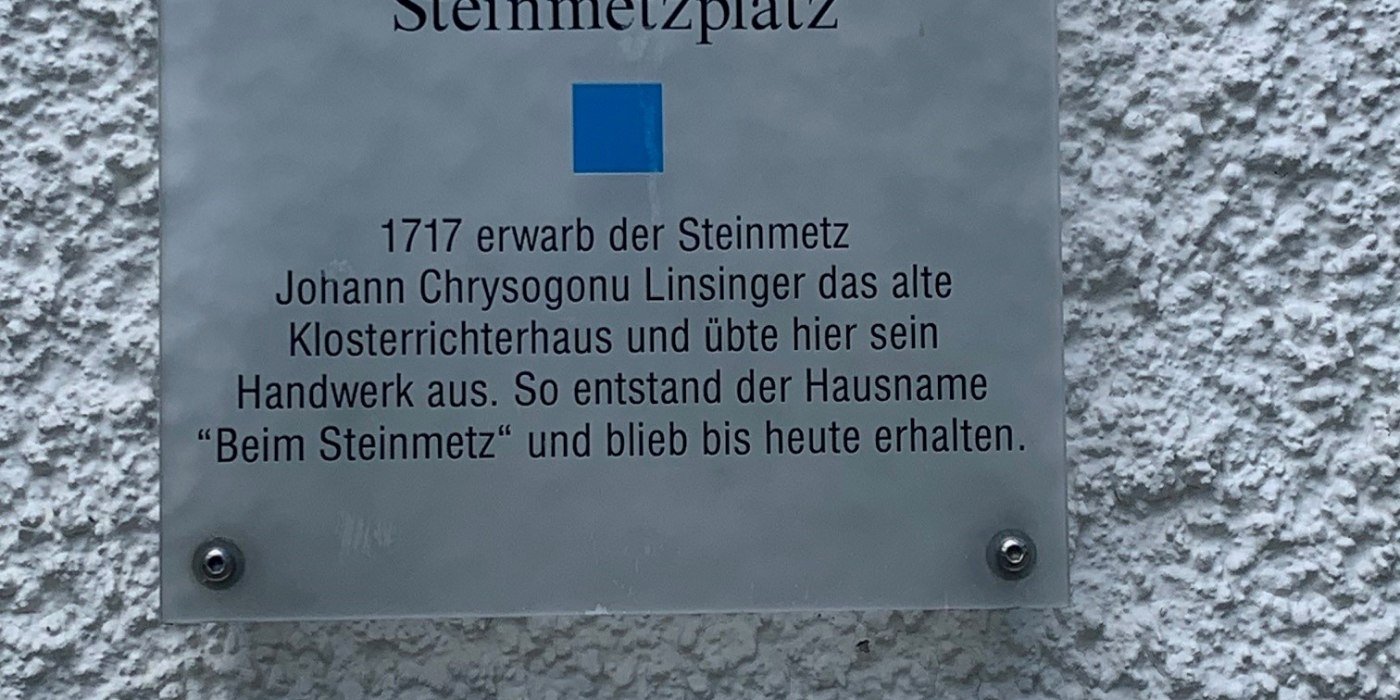 Steinmetzplatz
1717 erwarb der Steinmetz
Johann Chrysogonu Linsinger das alte
Klosterrichterhaus und übte hier sein
Handwerk aus. So entstand der Hausname
“Beim Steinmetz“ und blieb bis heute erhalten.